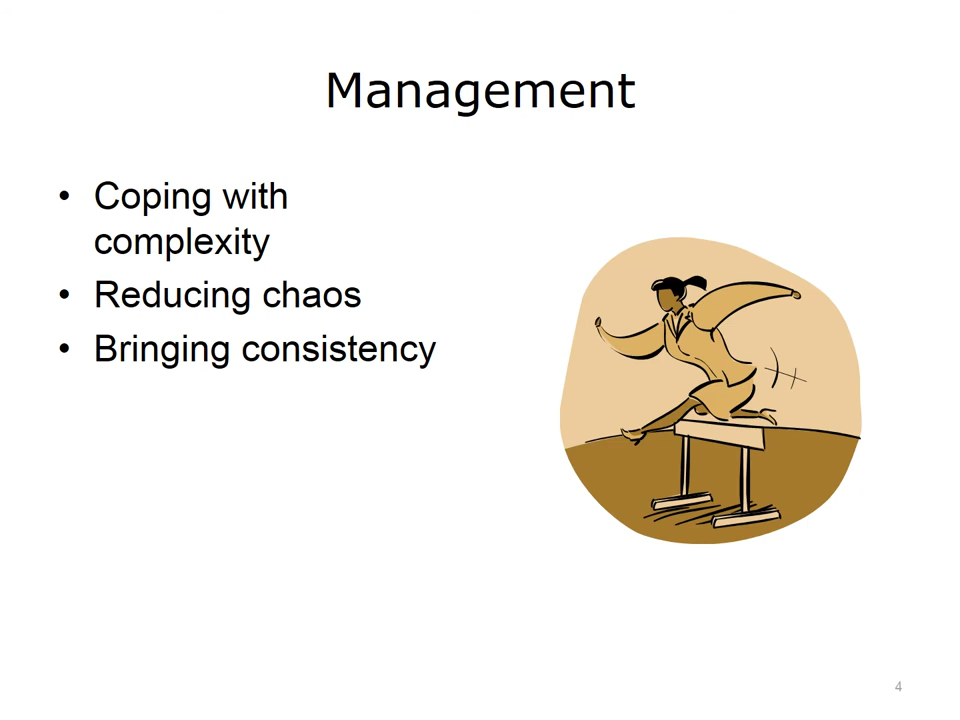 Management
• Coping with
complexity
• Reducing chaos
• Bringing consistency
4